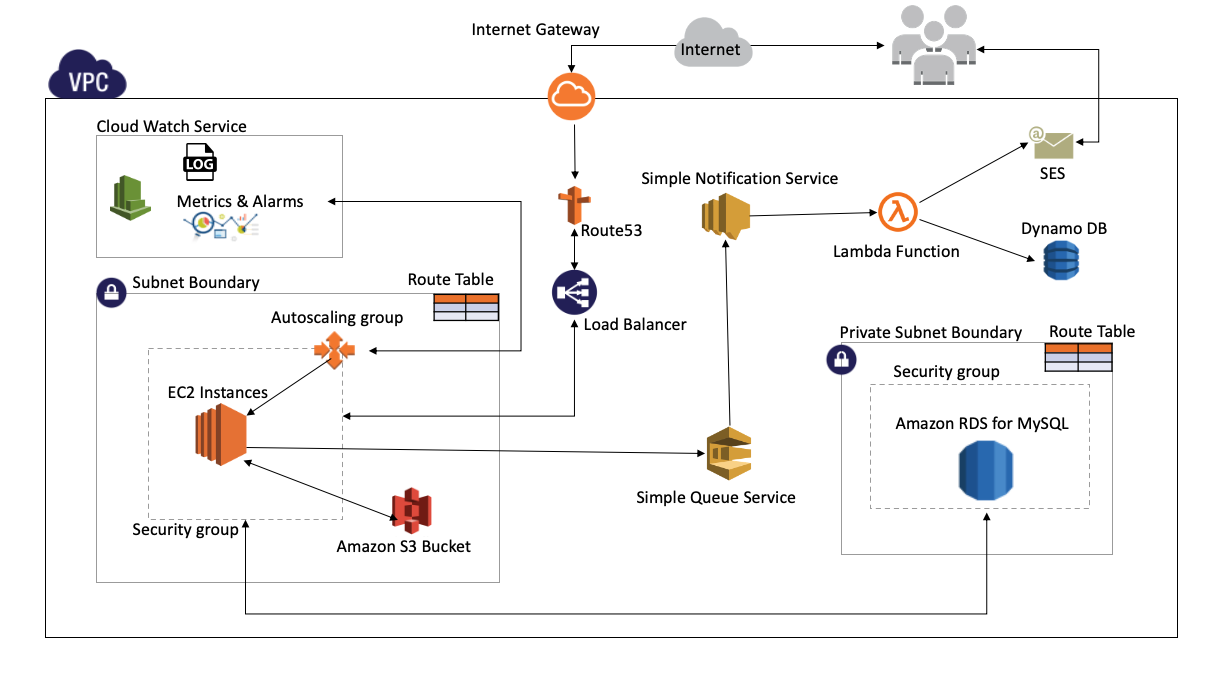 Internet Gateway
Internet
VPC
Cloud Watch Service
LOG
Metrics & Alarms
Simple Notification Service
@
SES
Route53
Lambda Function
Dynamo DB
Subnet Boundary
Route Table
Autoscaling group
Load Balancer
Private Subnet Boundary
Route Table
Security group
EC2 Instances
Amazon RDS for MySQL
Simple Queue Service
Security group
Amazon S3 Bucket